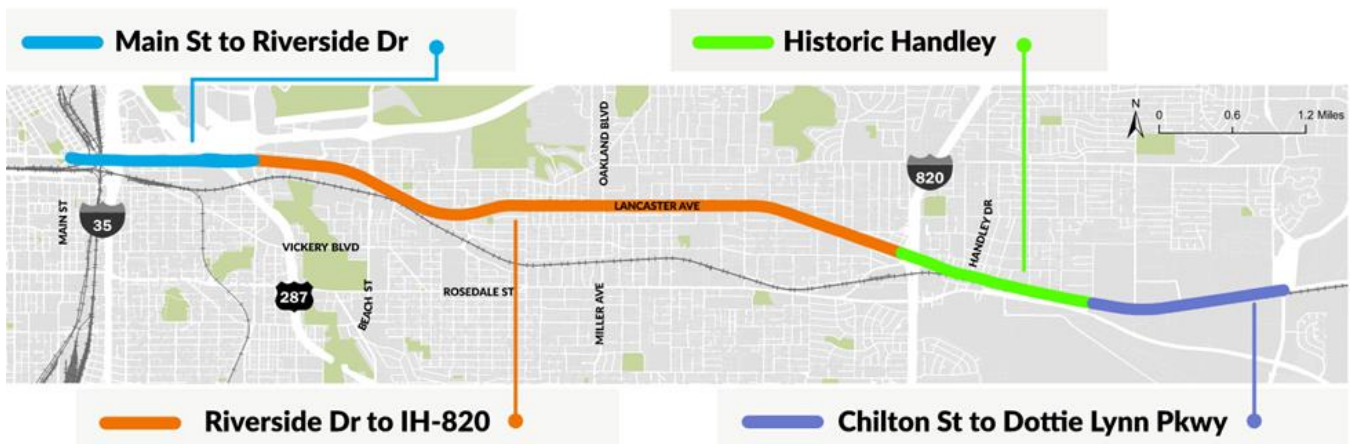 Main St to Riverside Dr
Historic Handley
N
0 0.6 1.2 Miles
OAKLAND BLVD
820
LANCASTER AVE
MAIN ST
35
HANDLEY DR
VICKERY BLVD
287
BEACH ST
ROSEDALE ST
MILLER AVE
Riverside Dr to IH-820
Chilton St to Dottie Lynn Pkwy